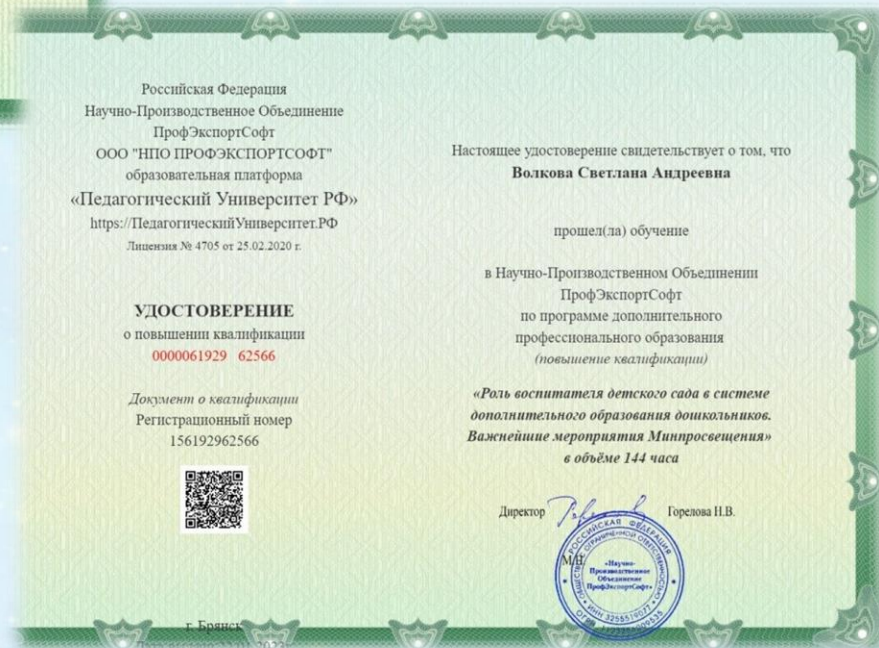 Российская Федерация
Научно-Производственное Объединение
ПрофЭкспортСофт
ООО "НПО ПРОФЭКСПОРТСОФТ"
образовательная платформа
«Педагогический Университет РФ»
https://ПедагогическийУниверситет.РФ
Лицензия № 4705 от 25.02.2020 г.
УДОСТОВЕРЕНИЕ
о повышении квалификации
0000061929 62566
Документ о квалификации
Регистрационный номер
156192962566
г. Брянск
Настоящее удостоверение свидетельствует о том, что
Волкова Светлана Андреевна
прошел(ла) обучение
в Научно-Производственном Объединении
ПрофЭкспортСофт
по программе дополнительного
профессионального образования
(повышение квалификации)
«Роль воспитателя детского сада в системе
дополнительного образования дошкольников.
Важнейшие мероприятия Минпросвещения»
в объёме 144 часа
Директор
Горелова Н.В.
М.П.
РОССИЙСКАЯ ФЕДЕРАЦИЯ
«Научно-
Производственное
Объединение
ПрофЭкспортСофт»
ИНН 3255519077